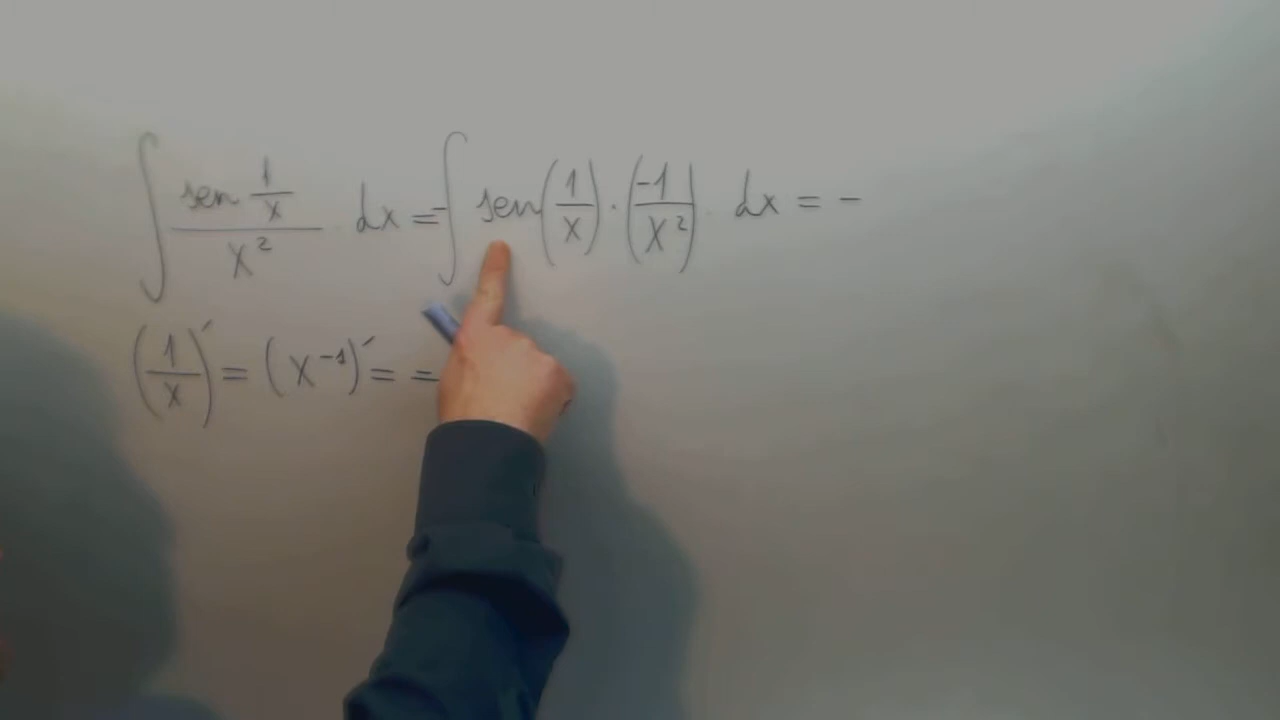 ∫ sen 1/x / x² dx = -∫ sen(1/x) · (-1/x²) dx = -
(1/x)´ = (x⁻¹)´ = =